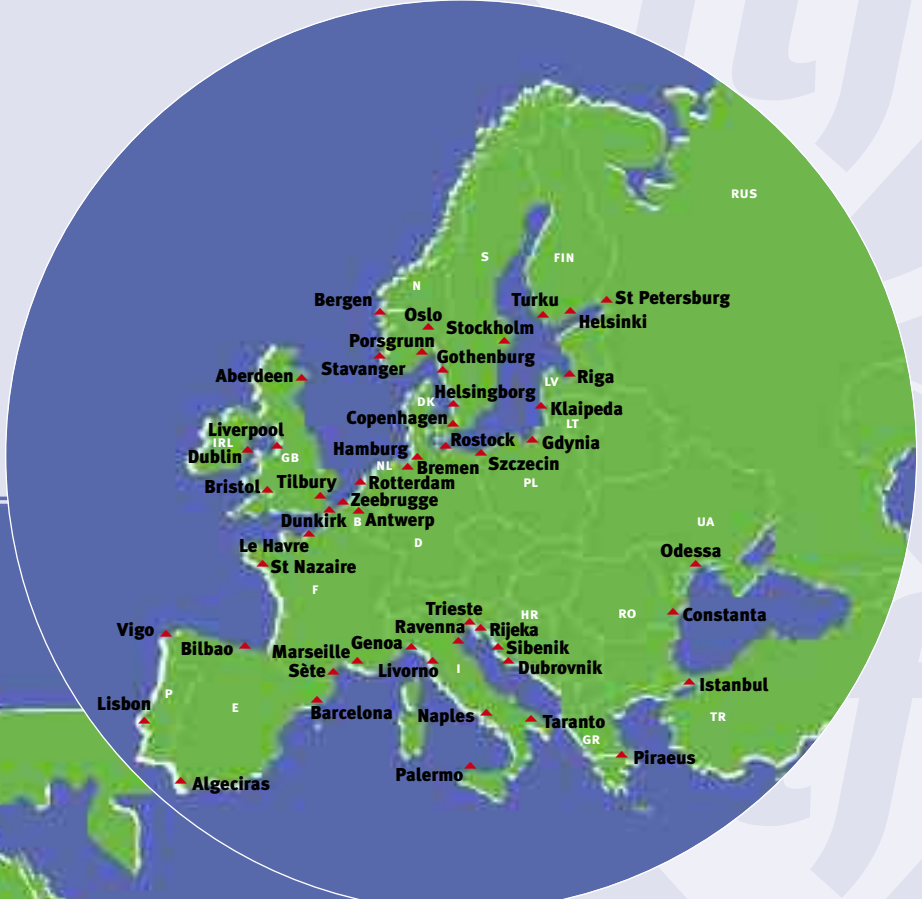 RUS
S
FIN
N
Bergen
Turku
St Petersburg
Oslo
Helsinki
Stockholm
Porsgrunn
Gothenburg
Stavanger
Aberdeen
Riga
LV
Helsingborg
DK
Klaipeda
Copenhagen
LT
Liverpool
IRL
Dublin
GB
Hamburg
Rostock
Gdynia
NL
Bremen
Szczecin
Bristol
Tilbury
Rotterdam
PL
Zeebrugge
Dunkirk
B
Antwerp
UA
Le Havre
D
Odessa
St Nazaire
F
Trieste
HR
RO
Constanta
Vigo
Ravenna
Rijeka
Bilbao
Marseille
Genoa
Sibenik
Sète
Livorno
I
Dubrovnik
P
Istanbul
Lisbon
E
Barcelona
Naples
Taranto
TR
GR
Piraeus
Palermo
Algeciras